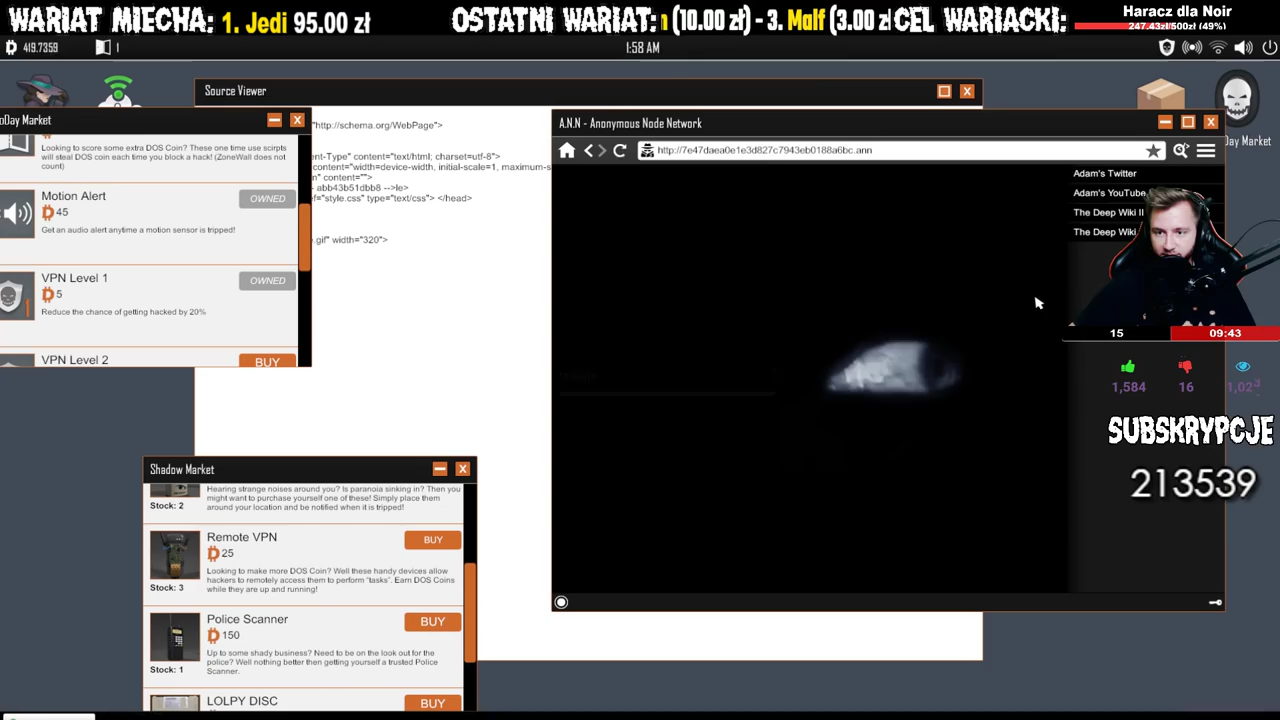 WARIAT MIECHA: 1. Jedi 95.00 zł
OSTATNI WARIAT: (10.00 zł) - 3. Malf (3.00 zł
CEL WARIACKI:
Haracz dla Noir
247.43zł/500zł (49%)
419.7359
1
1:58 AM
Source Viewer
oDay Market
Looking to score some extra DOS Coin? These one time use scirpts
will steal DOS coin each time you block a hack! (ZoneWall does not
count)
Motion Alert
45
OWNED
Get an audio alert anytime a motion sensor is tripped!
VPN Level 1
5
OWNED
Reduce the chance of getting hacked by 20%
VPN Level 2
BUY
="http://schema.org/WebPage">
ent-Type" content="text/html; charset=utf-8">
content="width=device-width, initial-scale=1, maximum-s
n" content="">
- abb43b51dbb8 -->le>
ef="style.css" type="text/css"> </head>
.gif" width="320">
A.N.N - Anonymous Node Network
http://7e47daea0e1e3d827c7943eb0188a6bc.ann
Adam's Twitter
Adam's YouTube
The Deep Wiki II
The Deep Wiki
Day Market
15
09:43
1,584
16
SUBSKRYPCJE
213539
Shadow Market
Hearing strange noises around you? Is paranoia sinking in? Then you
might want to purchase yourself one of these! Simply place them
around your location and be notified when it is tripped!
Stock: 2
Remote VPN
25
BUY
Looking to make more DOS Coin? Well these handy devices allow
hackers to remotely access them to perform "tasks". Earn DOS Coins
while they are up and running!
Stock: 3
Police Scanner
150
BUY
Up to some shady business? Need to be on the look out for the
police? Well nothing better then getting yourself a trusted Police
Scanner.
Stock: 1
LOLPY DISC
BUY